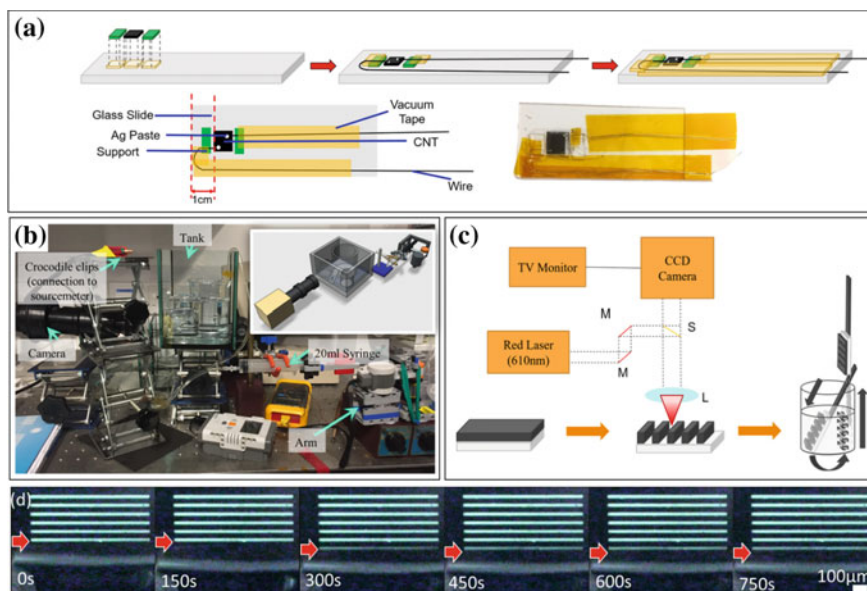 (a)
Glass Slide
Ag Paste
Support
Vacuum
Tape
CNT
Wire
1cm
(b)
Tank
Crocodile clips
(connection to
sourcemeter)
Camera
20ml Syringe
Arm
(c)
TV Monitor
CCD
Camera
M
S
Red Laser
(610nm)
M
L
(d)
0s
150s
300s
450s
600s
750s
100μm